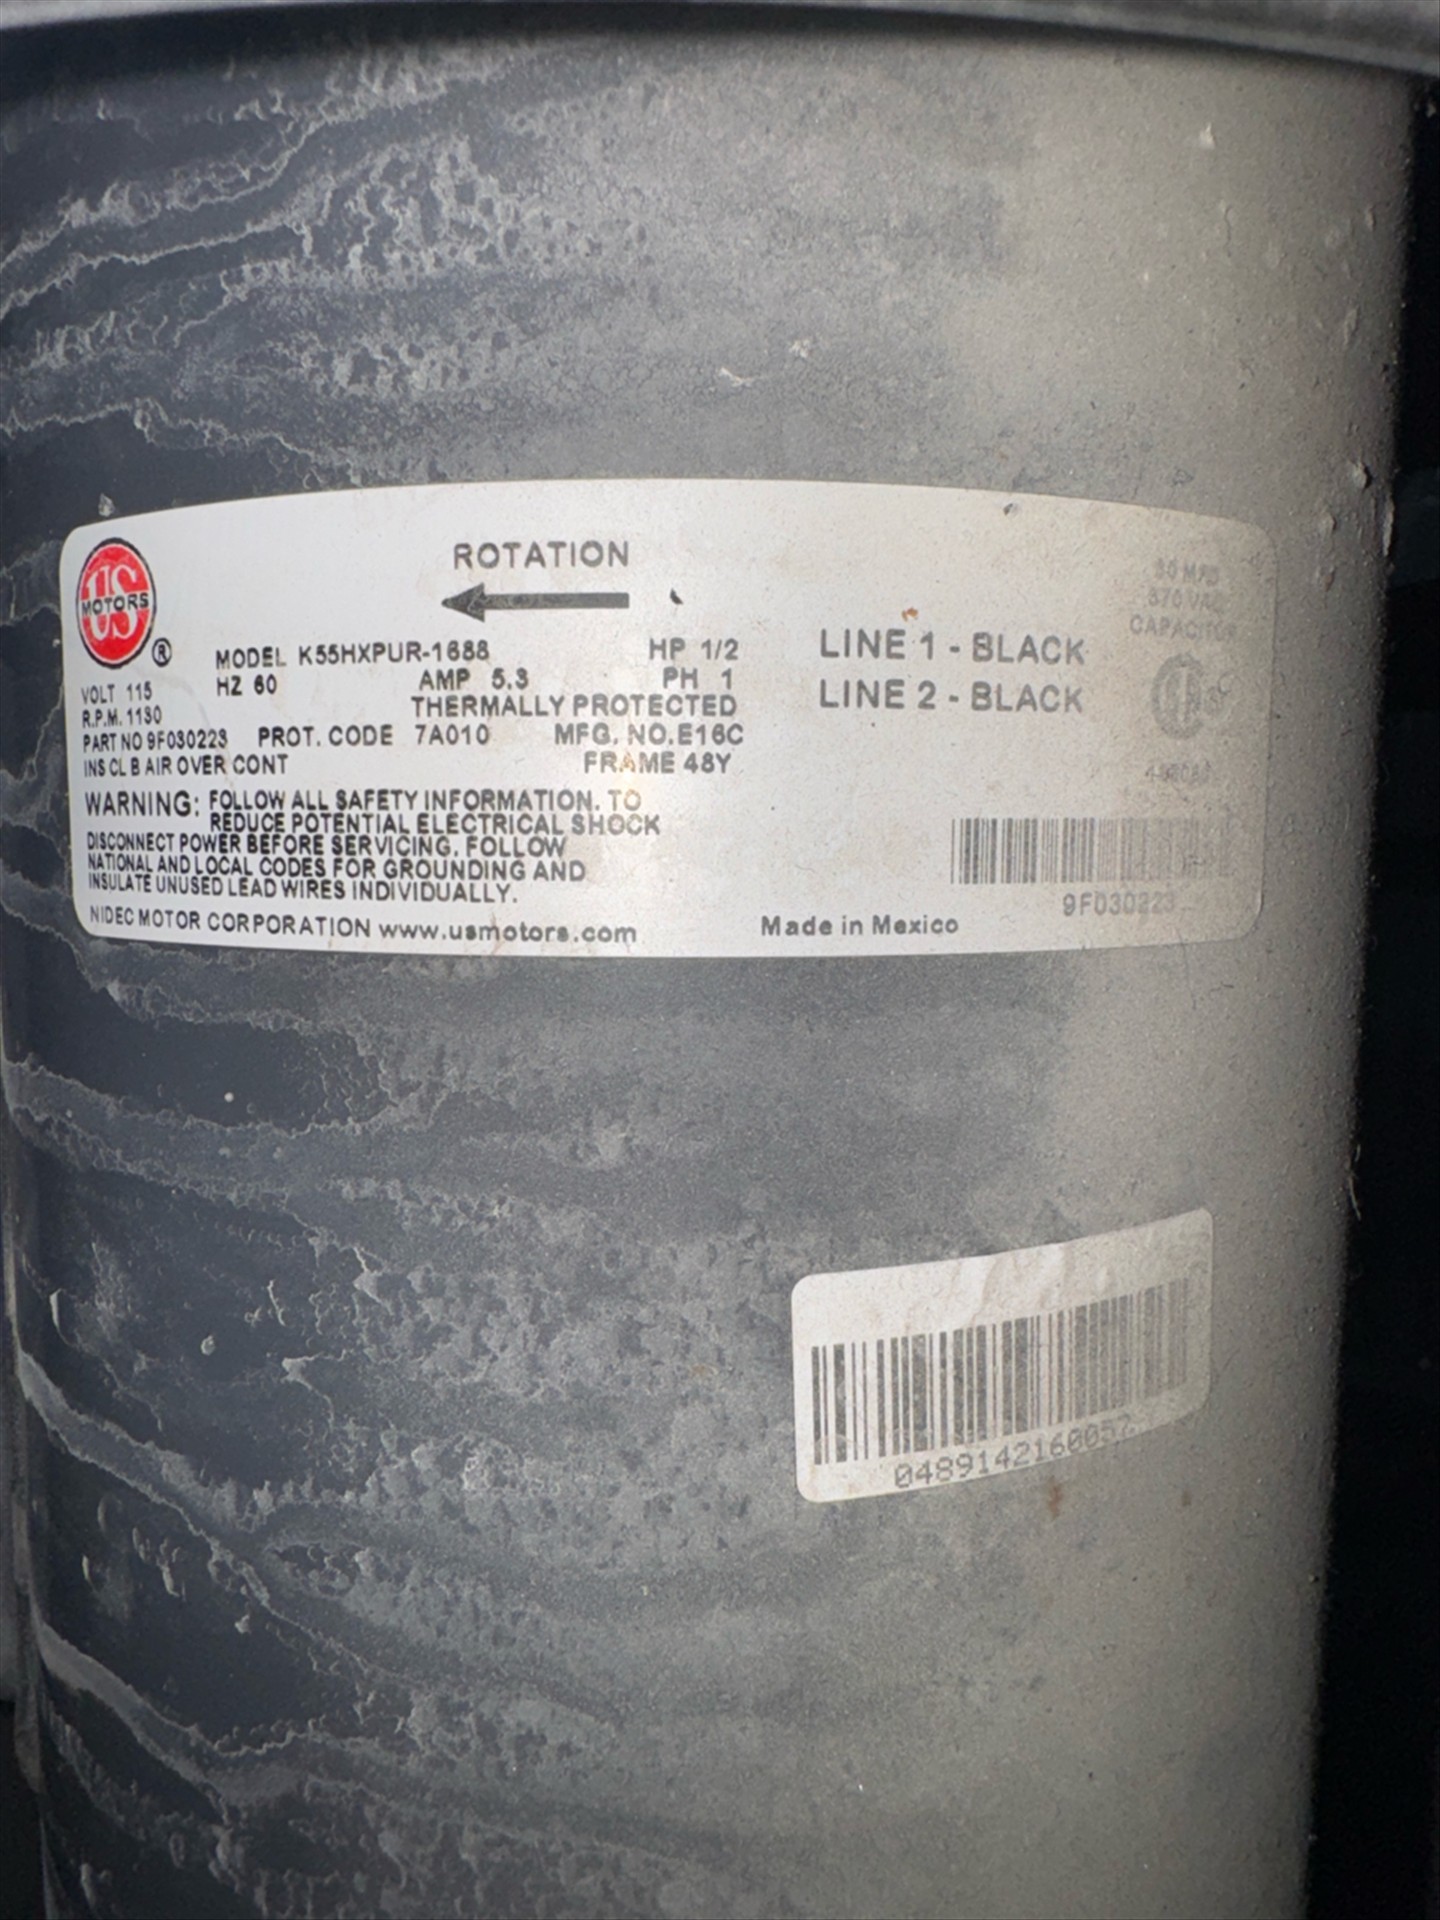 ROTATION
US
MOTORS
®
MODEL K55HXPUR-1688 HP 1/2
VOLT 115 HZ 60 AMP 5.3 PH 1
R.P.M. 1130 THERMALLY PROTECTED
PART NO 9F030223 PROT. CODE 7A010 MFG. NO. E16C
INS CL B AIR OVER CONT FRAME 48Y
WARNING: FOLLOW ALL SAFETY INFORMATION. TO
REDUCE POTENTIAL ELECTRICAL SHOCK
DISCONNECT POWER BEFORE SERVICING. FOLLOW
NATIONAL AND LOCAL CODES FOR GROUNDING AND
INSULATE UNUSED LEAD WIRES INDIVIDUALLY.
NIDEC MOTOR CORPORATION www.usmotors.com
LINE 1 - BLACK
LINE 2 - BLACK
370 VAC
CAPACITOR
9F030223
Made in Mexico